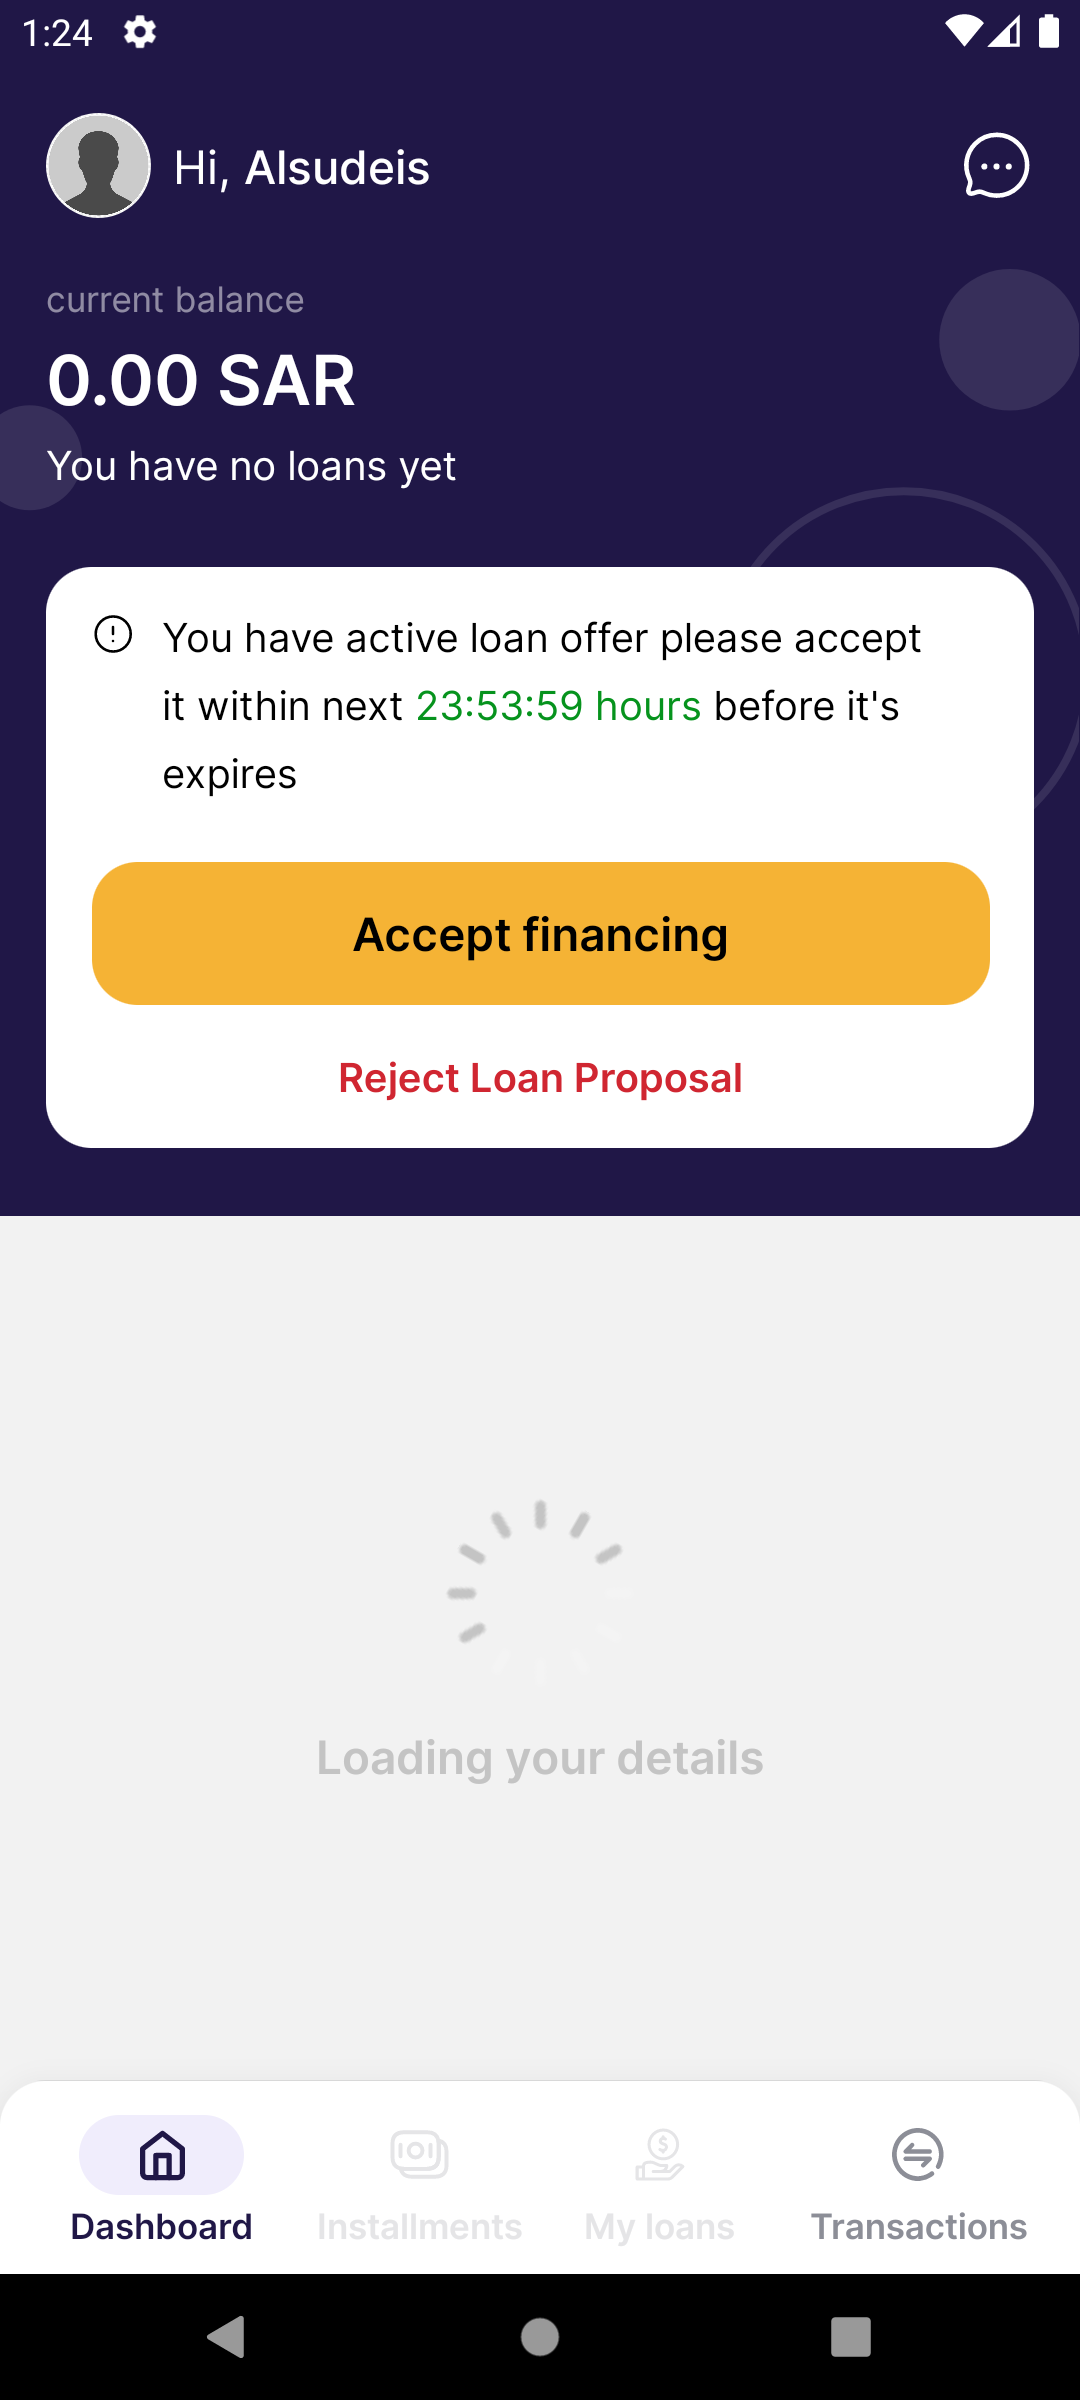 1:24
Hi, Alsudeis
current balance
0.00 SAR
You have no loans yet
You have active loan offer please accept
it within next 23:53:59 hours before it's
expires
Accept financing
Reject Loan Proposal
Loading your details
Dashboard
Installments
My loans
Transactions